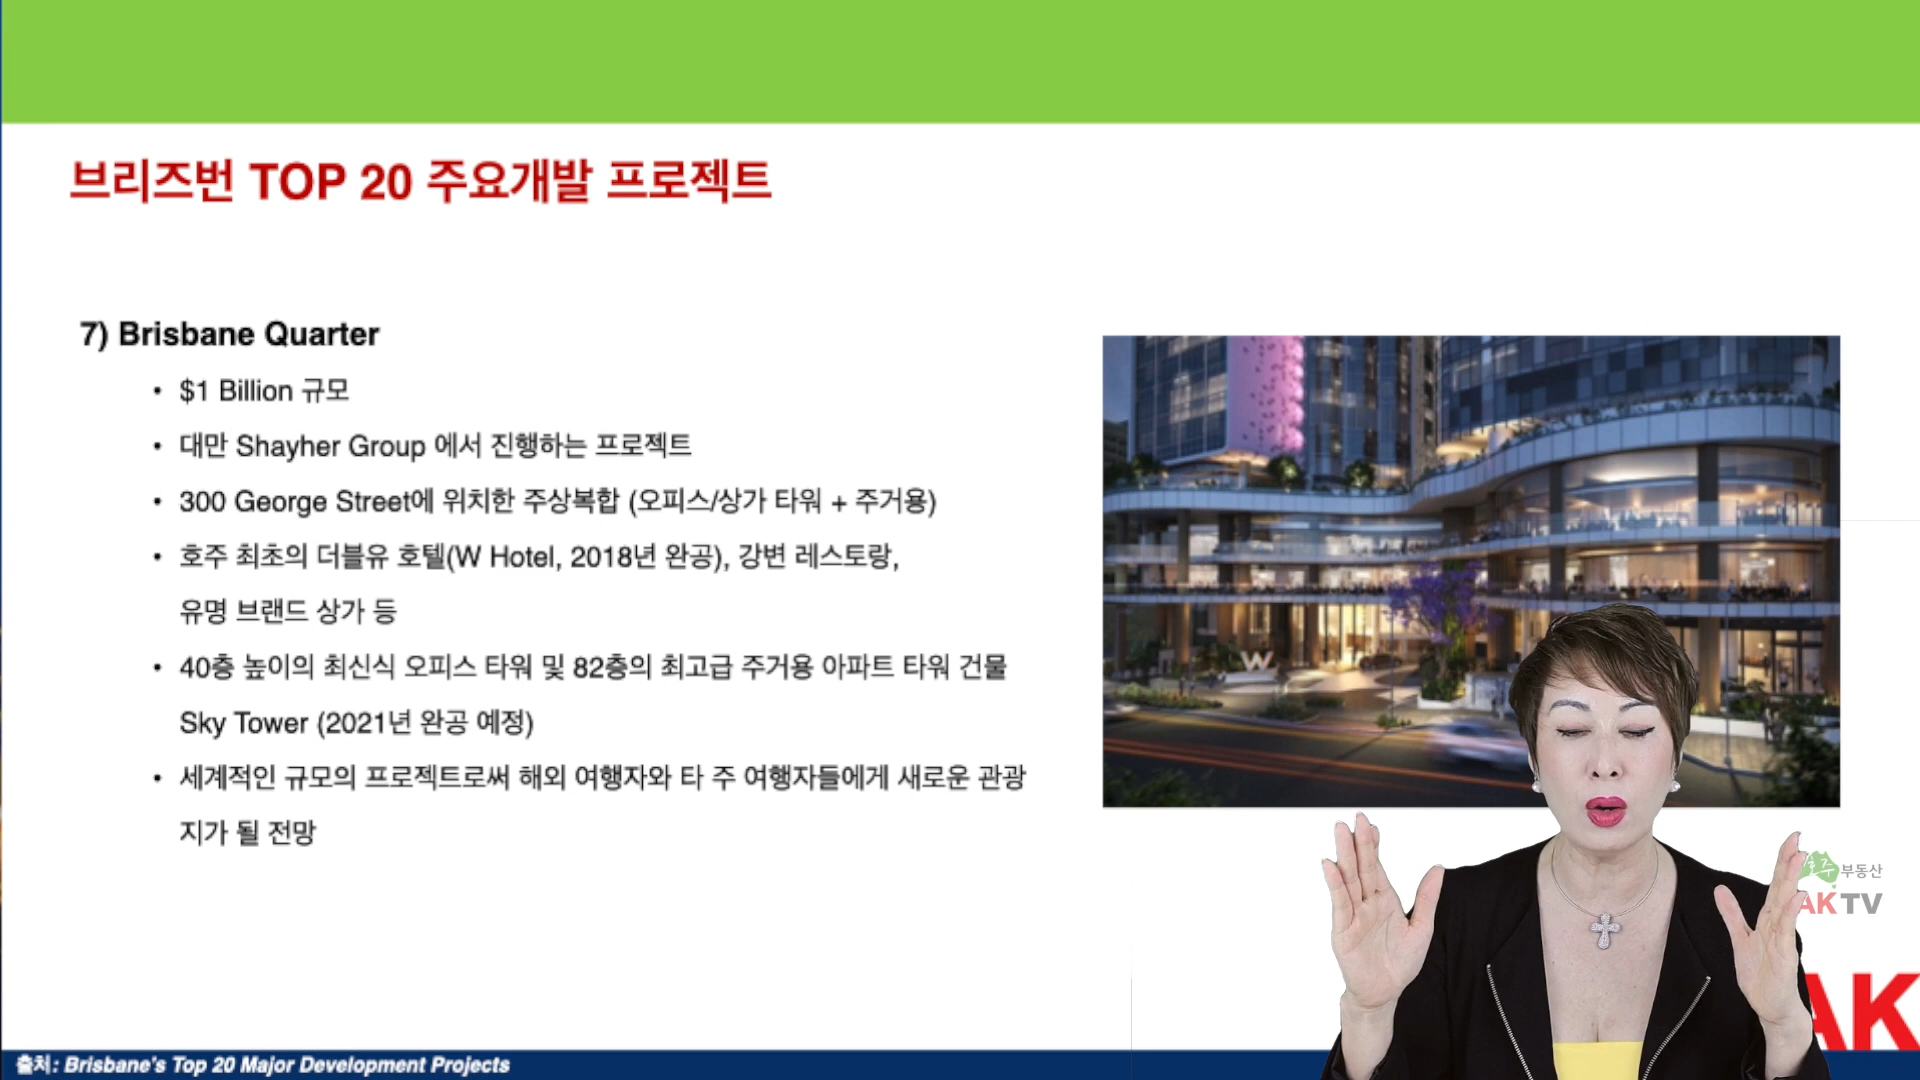 브리즈번 TOP 20 주요개발 프로젝트
7) Brisbane Quarter
• $1 Billion 규모
• 대만 Shayher Group 에서 진행하는 프로젝트
• 300 George Street에 위치한 주상복합 (오피스/상가 타워 + 주거용)
• 호주 최초의 더블유 호텔(W Hotel, 2018년 완공), 강변 레스토랑,
유명 브랜드 상가 등
• 40층 높이의 최신식 오피스 타워 및 82층의 최고급 주거용 아파트 타워 건물
Sky Tower (2021년 완공 예정)
• 세계적인 규모의 프로젝트로써 해외 여행자와 타 주 여행자들에게 새로운 관광
지가 될 전망
W
호주 부동산
AK TV
AK
출처: Brisbane's Top 20 Major Development Projects